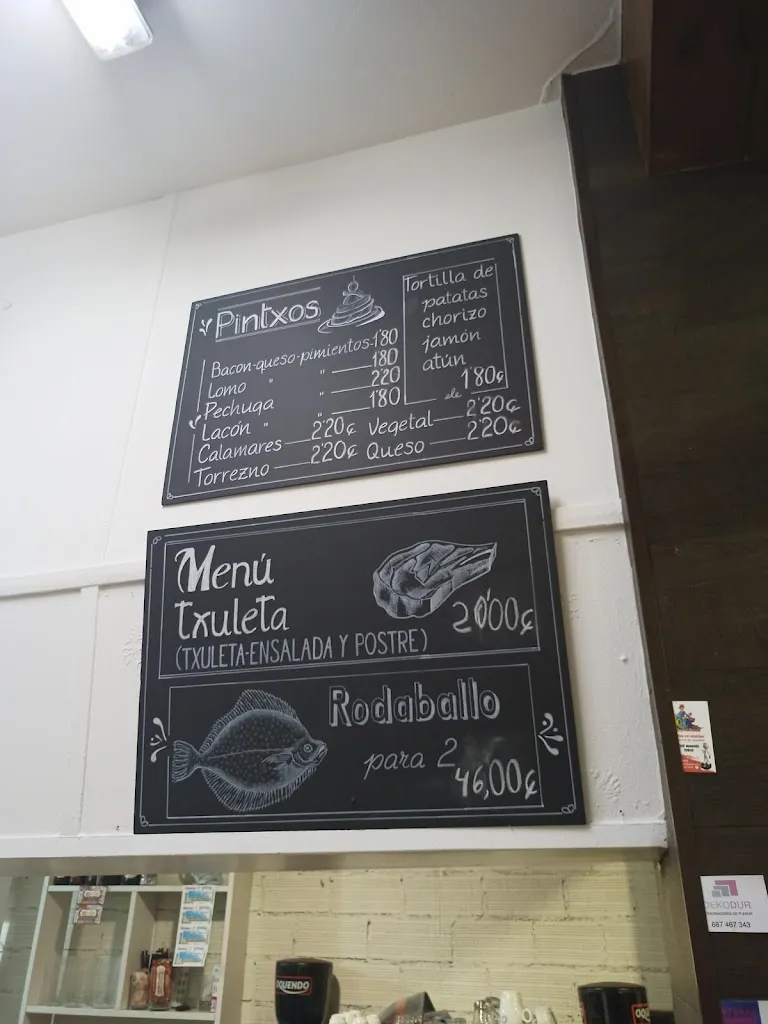 Pintxos
Bacon-queso-pimientos 1'80
Lomo " " 1'80
Pechuga " 2'20
Lacón " " 1'80
Calamares 2'20€
Torrezno 2'20€
Tortilla de
patatas
chorizo
jamón
atún
1'80€
Vegetal 2'20€
Queso 2'20€
Menú
txuleta
(TXULETA-ENSALADA Y POSTRE)
20'00€
Rodaballo
para 2
46,00€
DEKODUR
687 467 343
OQUENDO